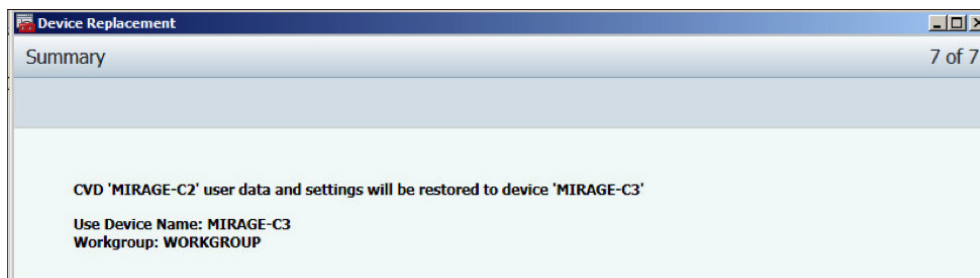 Device Replacement
Summary 7 of 7
CVD 'MIRAGE-C2' user data and settings will be restored to device 'MIRAGE-C3'
Use Device Name: MIRAGE-C3
Workgroup: WORKGROUP